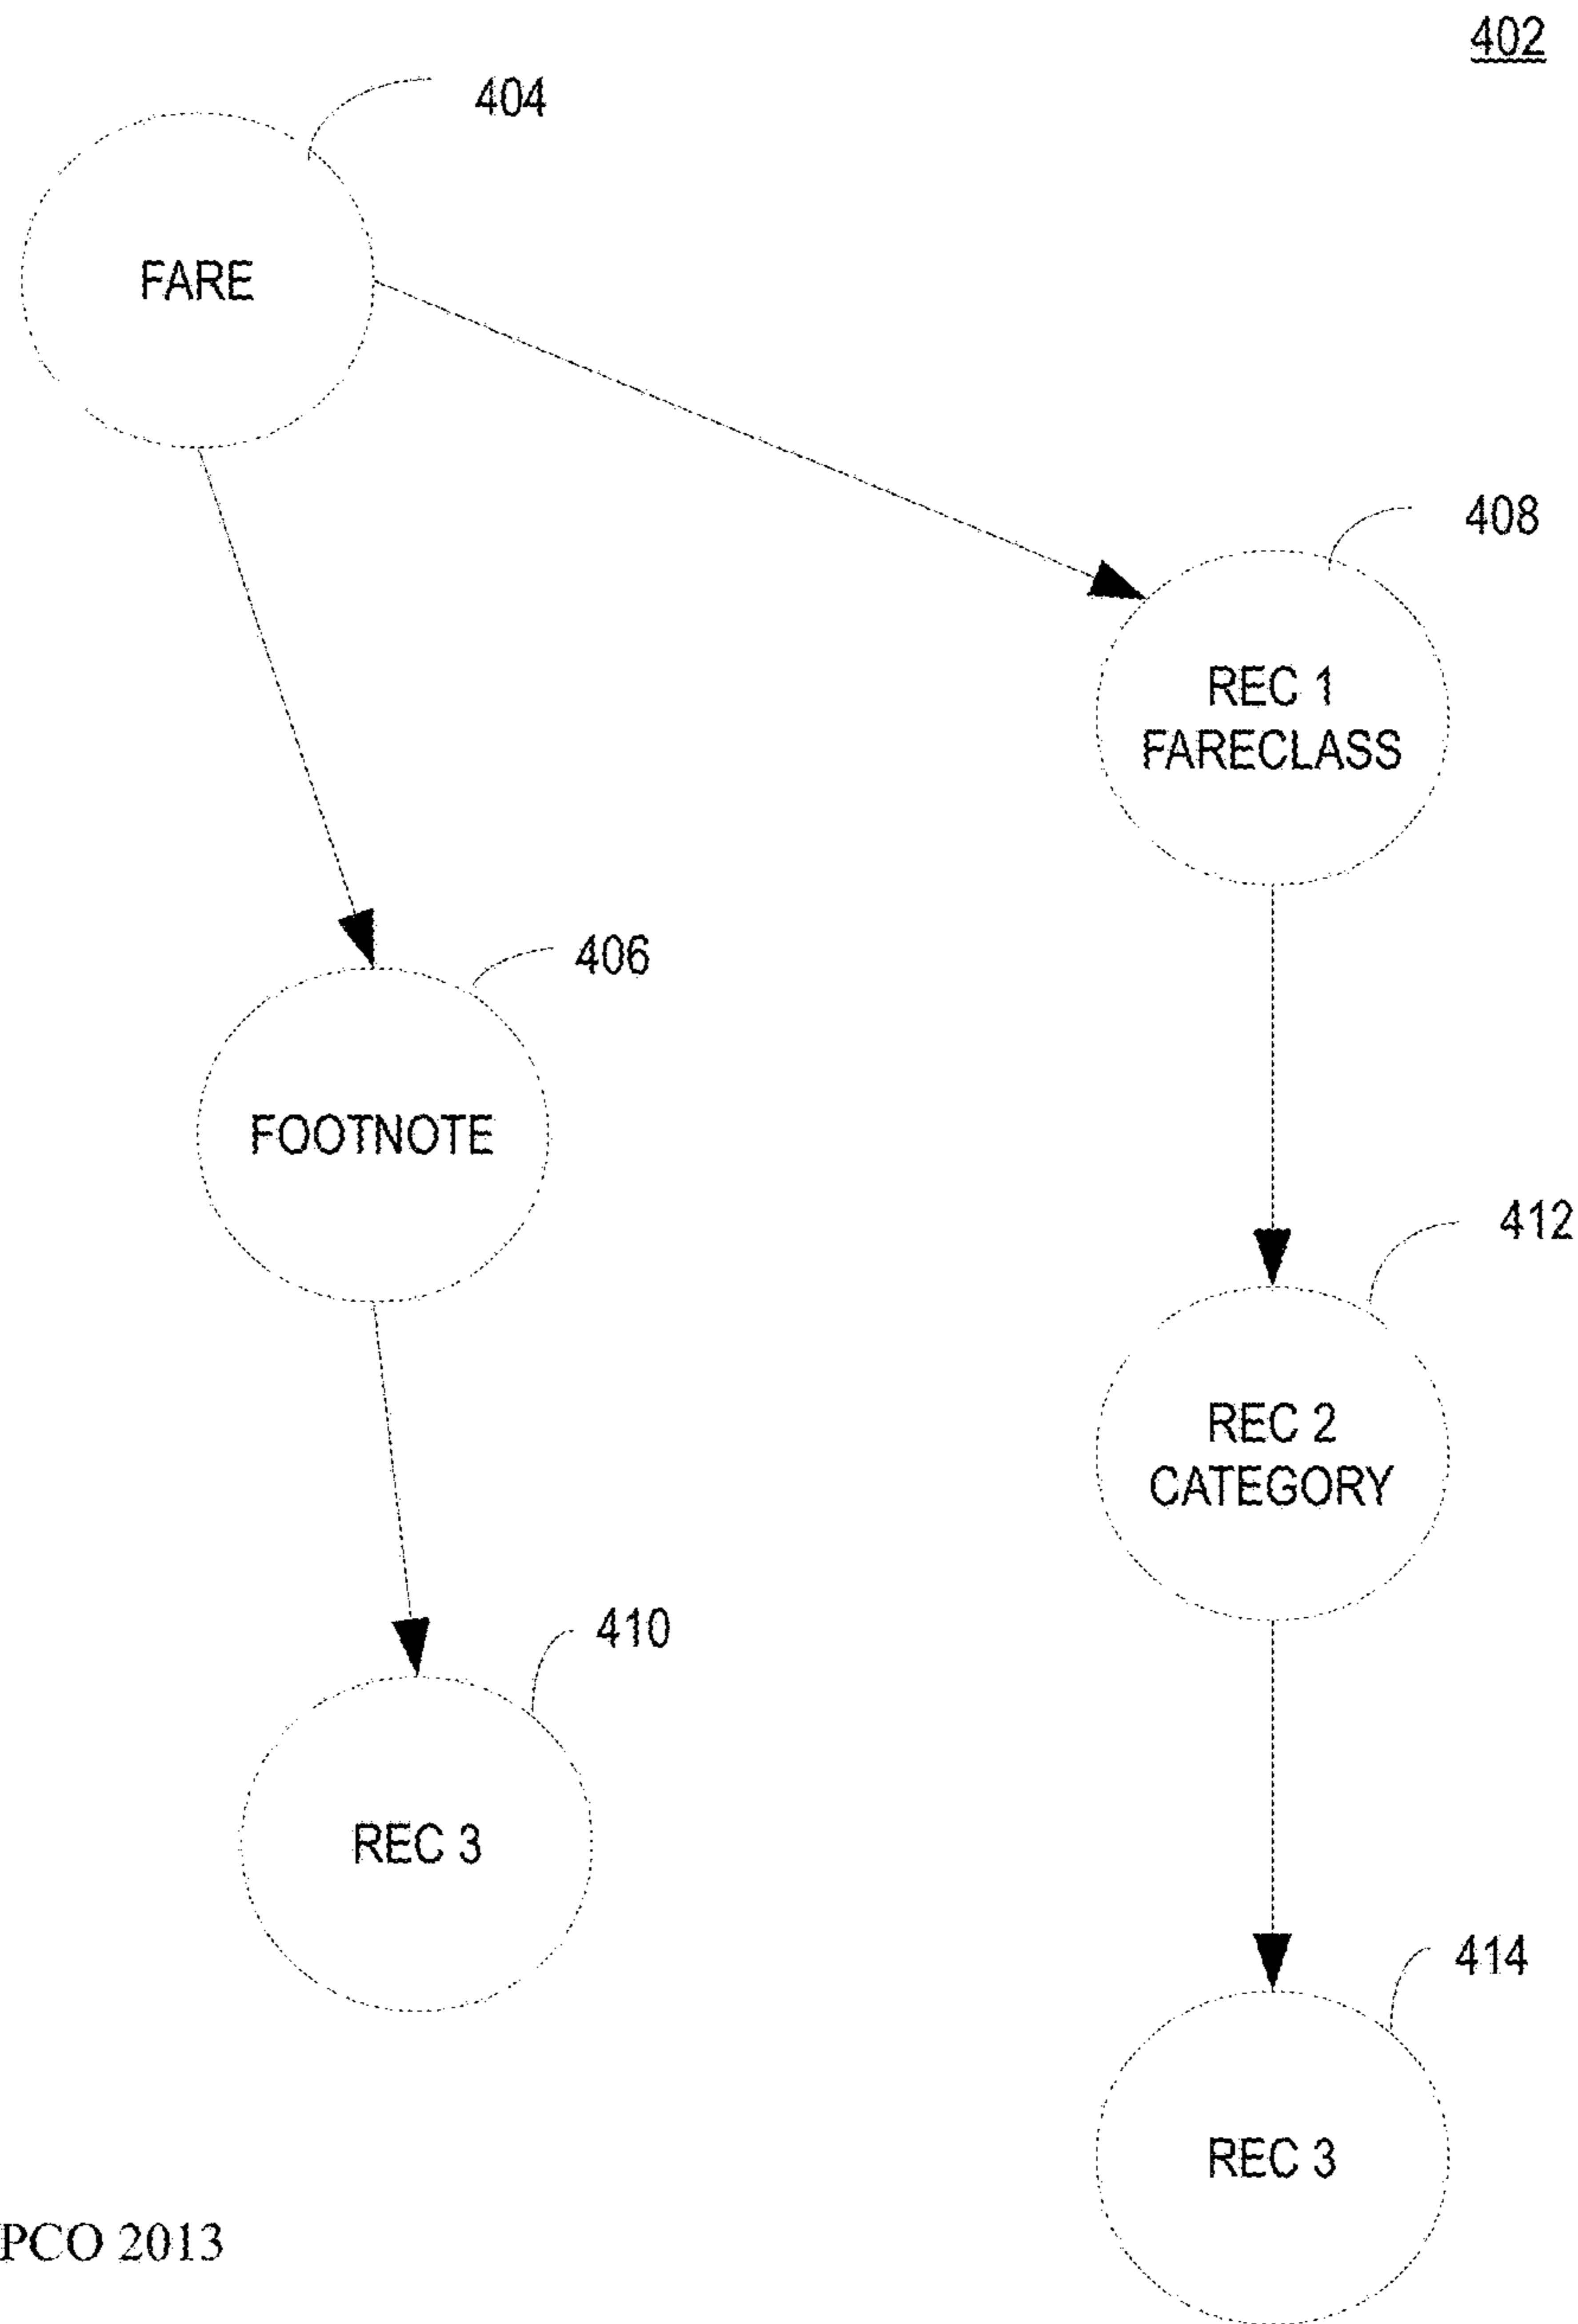 402
404
FARE
408
REC 1
FARECLASS
406
FOOTNOTE
412
REC 2
CATEGORY
410
REC 3
414
REC 3
PCO 2013